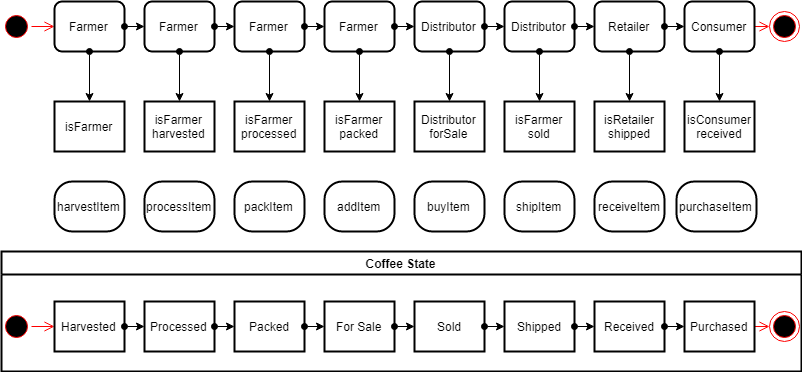 Farmer Farmer Farmer Farmer Distributor Distributor Retailer Consumer
isFarmer
isFarmer
harvested
isFarmer
processed
isFarmer
packed
Distributor
forSale
isFarmer
sold
isRetailer
shipped
isConsumer
received
harvestItem processItem packItem addItem buyItem shipItem receiveItem purchaseItem
Coffee State
Harvested Processed Packed For Sale Sold Shipped Received Purchased